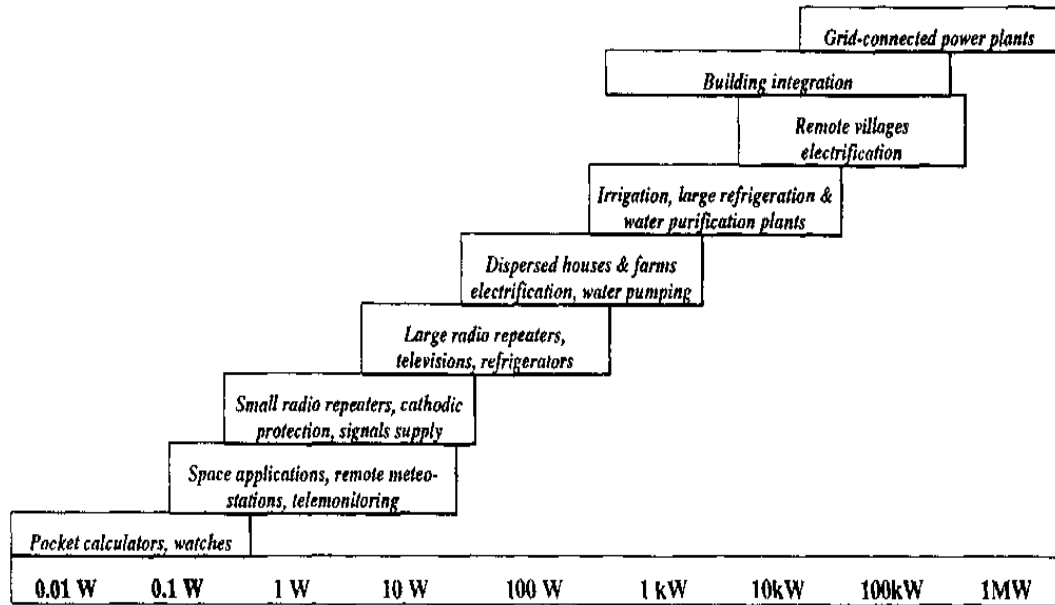 Grid-connected power plants
Building integration
Remote villages
electrification
Irrigation, large refrigeration &
water purification plants
Dispersed houses & farms
electrification, water pumping
Large radio repeaters,
televisions, refrigerators
Small radio repeaters, cathodic
protection, signals supply
Space applications, remote meteo-
stations, telemonitoring
Pocket calculators, watches
0.01 W 0.1 W 1 W 10 W 100 W 1 kW 10kW 100kW 1MW